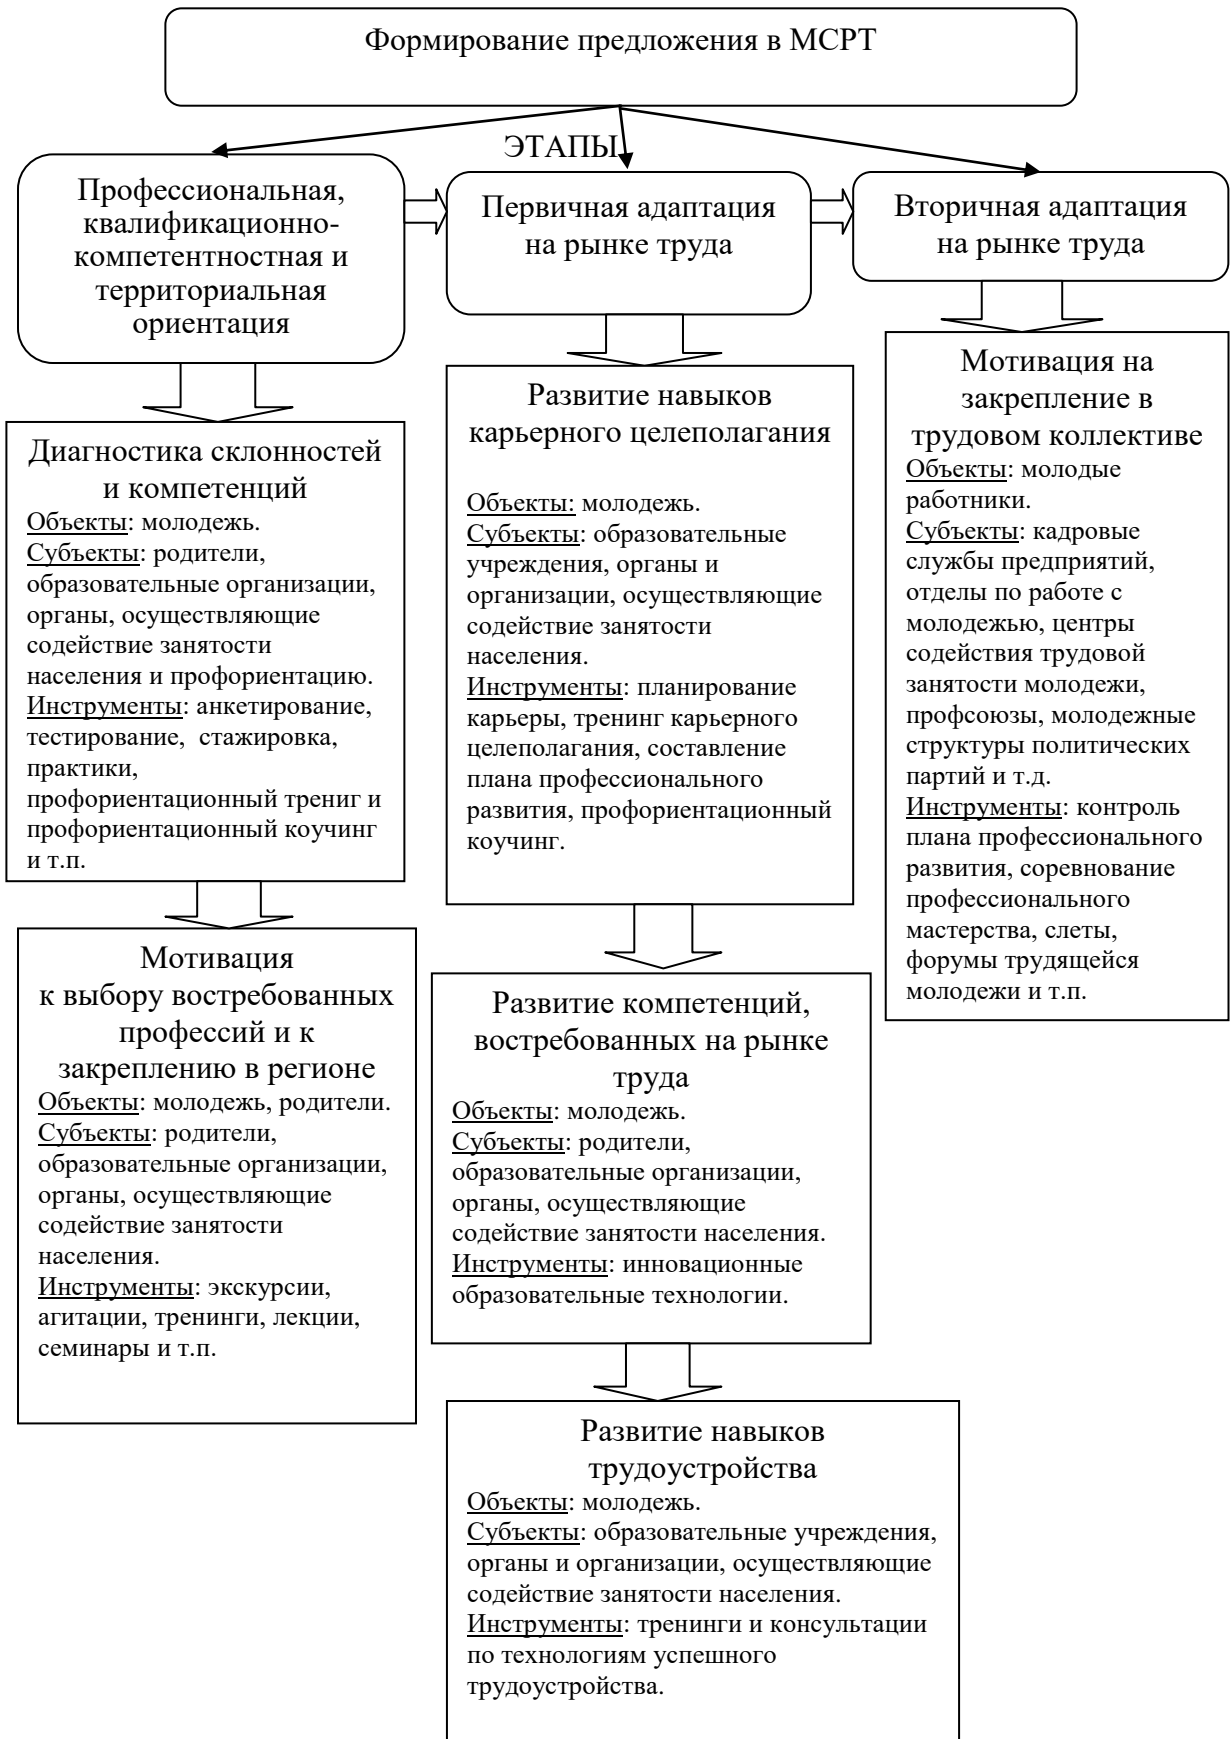 Формирование предложения в МСРТ
ЭТАПЫ
Профессиональная,
квалификационно-
компетентностная и
территориальная
ориентация
Первичная адаптация
на рынке труда
Вторичная адаптация
на рынке труда
Диагностика склонностей
и компетенций
Объекты: молодежь.
Субъекты: родители,
образовательные организации,
органы, осуществляющие
содействие занятости
населения и профориентацию.
Инструменты: анкетирование,
тестирование, стажировка,
практики,
профориентационный трениг и
профориентационный коучинг
и т.п.
Мотивация
к выбору востребованных
профессий и к
закреплению в регионе
Объекты: молодежь, родители.
Субъекты: родители,
образовательные организации,
органы, осуществляющие
содействие занятости
населения.
Инструменты: экскурсии,
агитации, тренинги, лекции,
семинары и т.п.
Развитие навыков
карьерного целеполагания
Объекты: молодежь.
Субъекты: образовательные
учреждения, органы и
организации, осуществляющие
содействие занятости
населения.
Инструменты: планирование
карьеры, тренинг карьерного
целеполагания, составление
плана профессионального
развития, профориентационный
коучинг.
Развитие компетенций,
востребованных на рынке
труда
Объекты: молодежь.
Субъекты: родители,
образовательные организации,
органы, осуществляющие
содействие занятости населения.
Инструменты: инновационные
образовательные технологии.
Развитие навыков
трудоустройства
Объекты: молодежь.
Субъекты: образовательные учреждения,
органы и организации, осуществляющие
содействие занятости населения.
Инструменты: тренинги и консультации
по технологиям успешного
трудоустройства.
Мотивация на
закрепление в
трудовом коллективе
Объекты: молодые
работники.
Субъекты: кадровые
службы предприятий,
отделы по работе с
молодежью, центры
содействия трудовой
занятости молодежи,
профсоюзы, молодежные
структуры политических
партий и т.д.
Инструменты: контроль
плана профессионального
развития, соревнование
профессионального
мастерства, слеты,
форумы трудящейся
молодежи и т.п.